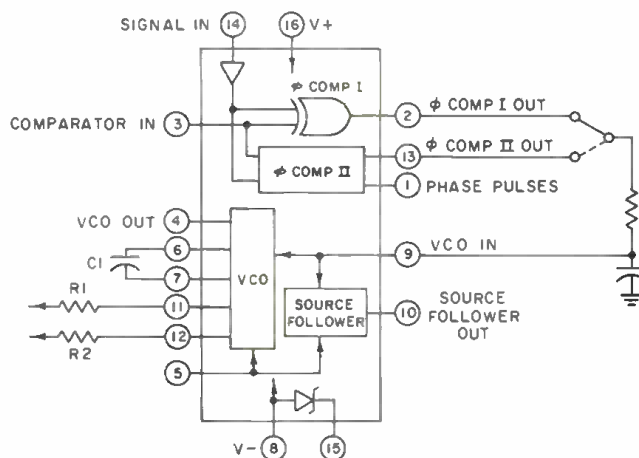 SIGNAL IN 14
16 V+
φ COMP I
COMPARATOR IN 3
2 φ COMP I OUT
13 φ COMP II OUT
φ COMP II
1 PHASE PULSES
VCO OUT 4
6
C1
7
VCO
9 VCO IN
R1
11
SOURCE
FOLLOWER
10 SOURCE
FOLLOWER
OUT
12
R2
5
V- 8
15